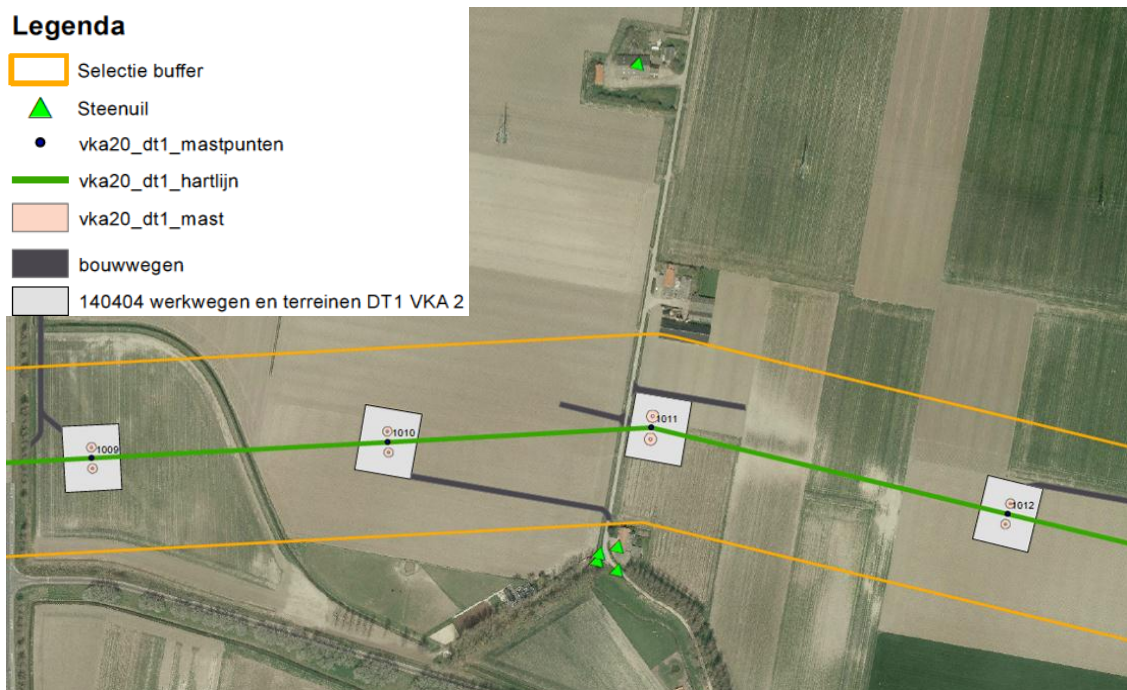 Legenda
Selectie buffer
Steenuil
vka20_dt1_mastpunten
vka20_dt1_hartlijn
vka20_dt1_mast
bouwwegen
140404 werkwegen en terreinen DT1 VKA 2
1009
1010
1011
1012